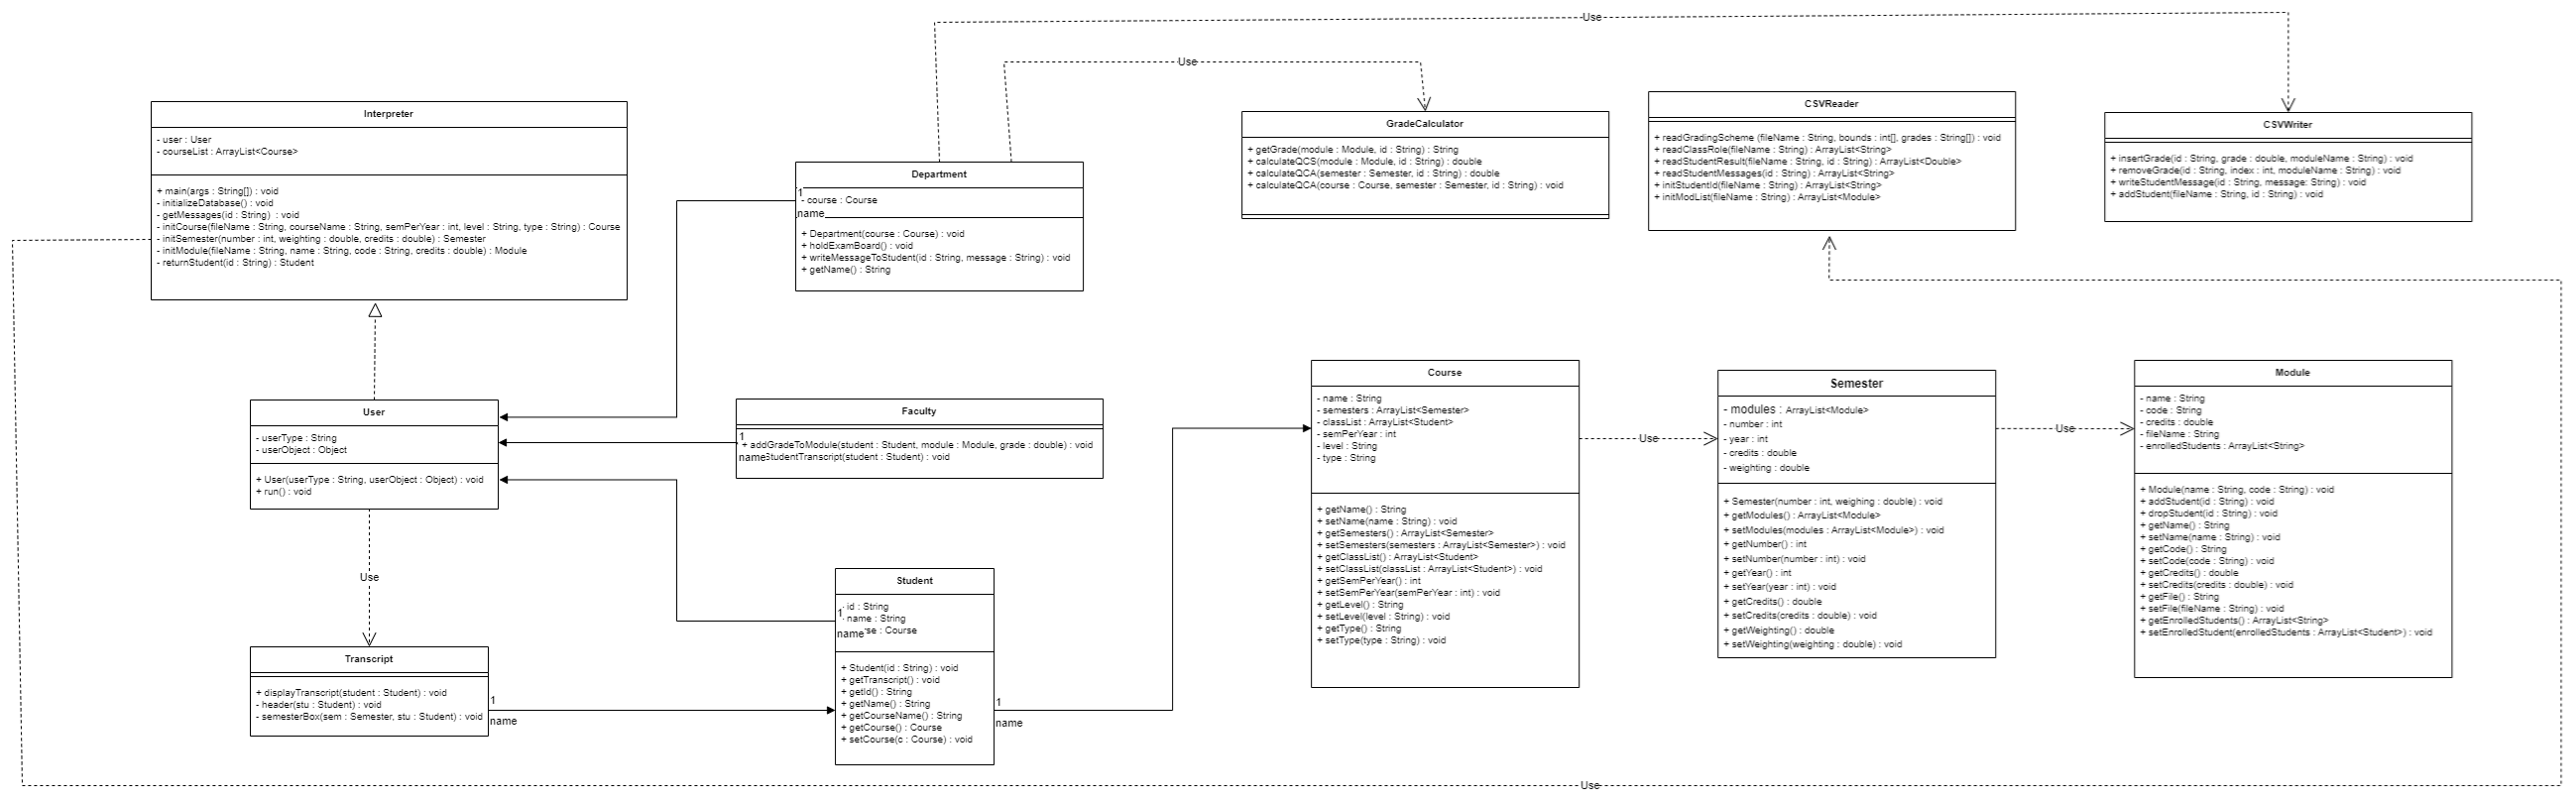 Use
Use
Interpreter
- user : User
- courseList : ArrayList<Course>
+ main(args : String[]) : void
- initializeDatabase() : void
- getMessages(id : String) : void
- initCourse(fileName : String, courseName : String, semPerYear : int, level : String, type : String) : Course
- initSemester(number : int, weighting : double, credits : double) : Semester
- initModule(fileName : String, name : String, code : String, credits : double) : Module
- returnStudent(id : String) : Student
Department
1
- course : Course
name
+ Department(course : Course) : void
+ holdExamBoard() : void
+ writeMessageToStudent(id : String, message : String) : void
+ getName() : String
GradeCalculator
+ getGrade(module : Module, id : String) : String
+ calculateQCS(module : Module, id : String) : double
+ calculateQCA(semester : Semester, id : String) : double
+ calculateQCA(course : Course, semester : Semester, id : String) : void
CSVReader
+ readGradingScheme (fileName : String, bounds : int[], grades : String[]) : void
+ readClassRole(fileName : String) : ArrayList<String>
+ readStudentResult(fileName : String, id : String) : ArrayList<Double>
+ readStudentMessages(id : String) : ArrayList<String>
+ initStudentId(fileName : String) : ArrayList<String>
+ initModList(fileName : String) : ArrayList<Module>
CSVWriter
+ insertGrade(id : String, grade : double, moduleName : String) : void
+ removeGrade(id : String, index : int, moduleName : String) : void
+ writeStudentMessage(id : String, message: String) : void
+ addStudent(fileName : String, id : String) : void
User
- userType : String
- userObject : Object
+ User(userType : String, userObject : Object) : void
+ run() : void
Faculty
1
+ addGradeToModule(student : Student, module : Module, grade : double) : void
name
StudentTranscript(student : Student) : void
Course
- name : String
- semesters : ArrayList<Semester>
- classList : ArrayList<Student>
- semPerYear : int
- level : String
- type : String
+ getName() : String
+ setName(name : String) : void
+ getSemesters() : ArrayList<Semester>
+ setSemesters(semesters : ArrayList<Semester>) : void
+ getClassList() : ArrayList<Student>
+ setClassList(classList : ArrayList<Student>) : void
+ getSemPerYear() : int
+ setSemPerYear(semPerYear : int) : void
+ getLevel() : String
+ setLevel(level : String) : void
+ getType() : String
+ setType(type : String) : void
Use
Semester
- modules : ArrayList<Module>
- number : int
- year : int
- credits : double
- weighting : double
+ Semester(number : int, weighing : double) : void
+ getModules() : ArrayList<Module>
+ setModules(modules : ArrayList<Module>) : void
+ getNumber() : int
+ setNumber(number : int) : void
+ getYear() : int
+ setYear(year : int) : void
+ getCredits() : double
+ setCredits(credits : double) : void
+ getWeighting() : double
+ setWeighting(weighting : double) : void
Use
Module
- name : String
- code : String
- credits : double
- fileName : String
- enrolledStudents : ArrayList<String>
+ Module(name : String, code : String) : void
+ addStudent(id : String) : void
+ dropStudent(id : String) : void
+ getName() : String
+ setName(name : String) : void
+ getCode() : String
+ setCode(code : String) : void
+ getCredits() : double
+ setCredits(credits : double) : void
+ getFile() : String
+ setFile(fileName : String) : void
+ getEnrolledStudents() : ArrayList<String>
+ setEnrolledStudent(enrolledStudents : ArrayList<Student>) : void
Use
Student
- id : String
1
- name : String
name
se : Course
+ Student(id : String) : void
+ getTranscript() : void
+ getId() : String
+ getName() : String
+ getCourseName() : String
+ getCourse() : Course
+ setCourse(c : Course) : void
1
name
Transcript
+ displayTranscript(student : Student) : void
- header(stu : Student) : void
- semesterBox(sem : Semester, stu : Student) : void
1
name
Use